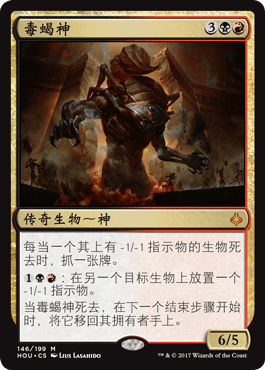 毒蝎神 3
传奇生物～神
每当一个其上有 -1/-1 指示物的生物死
去时，抓一张牌。
1 ：在另一个目标生物上放置一个
-1/-1 指示物。
当毒蝎神死去，在下一个结束步骤开始
时，将它移回其拥有者手上。
6/5
146/199 M
HOU • CS Lius Lasahido
™ & © 2017 Wizards of the Coast